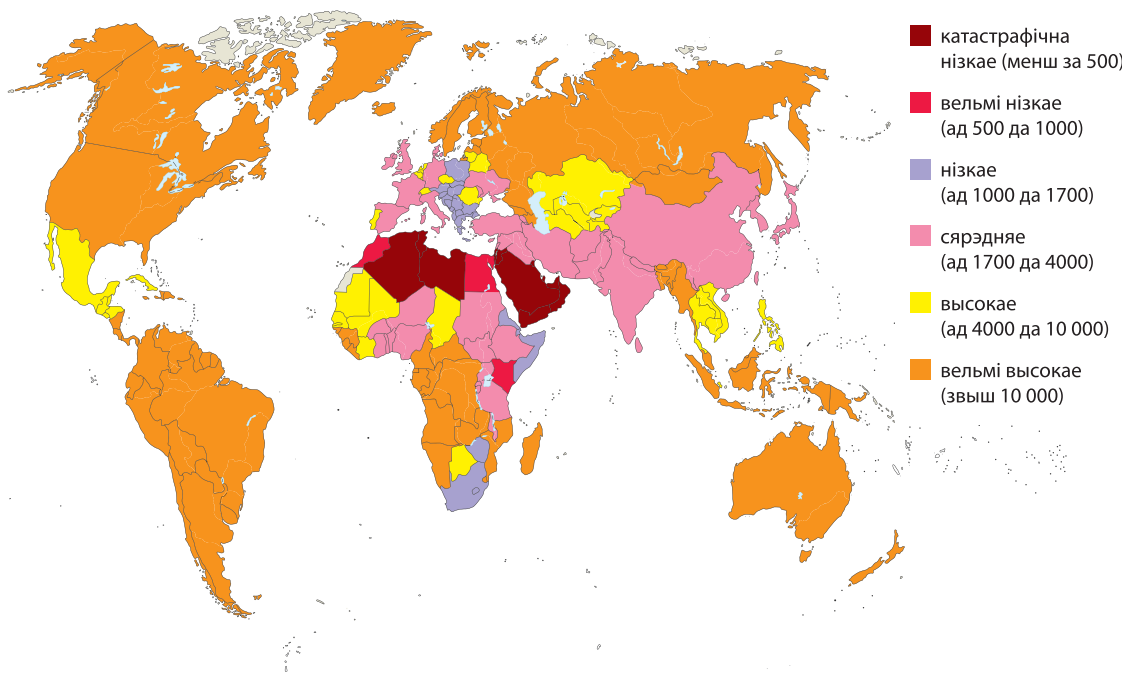 катастрафічна
нізкае (менш за 500)
вельмі нізкае
(ад 500 да 1000)
нізкае
(ад 1000 да 1700)
сярэдняе
(ад 1700 да 4000)
высокае
(ад 4000 да 10 000)
вельмі высокае
(звыш 10 000)